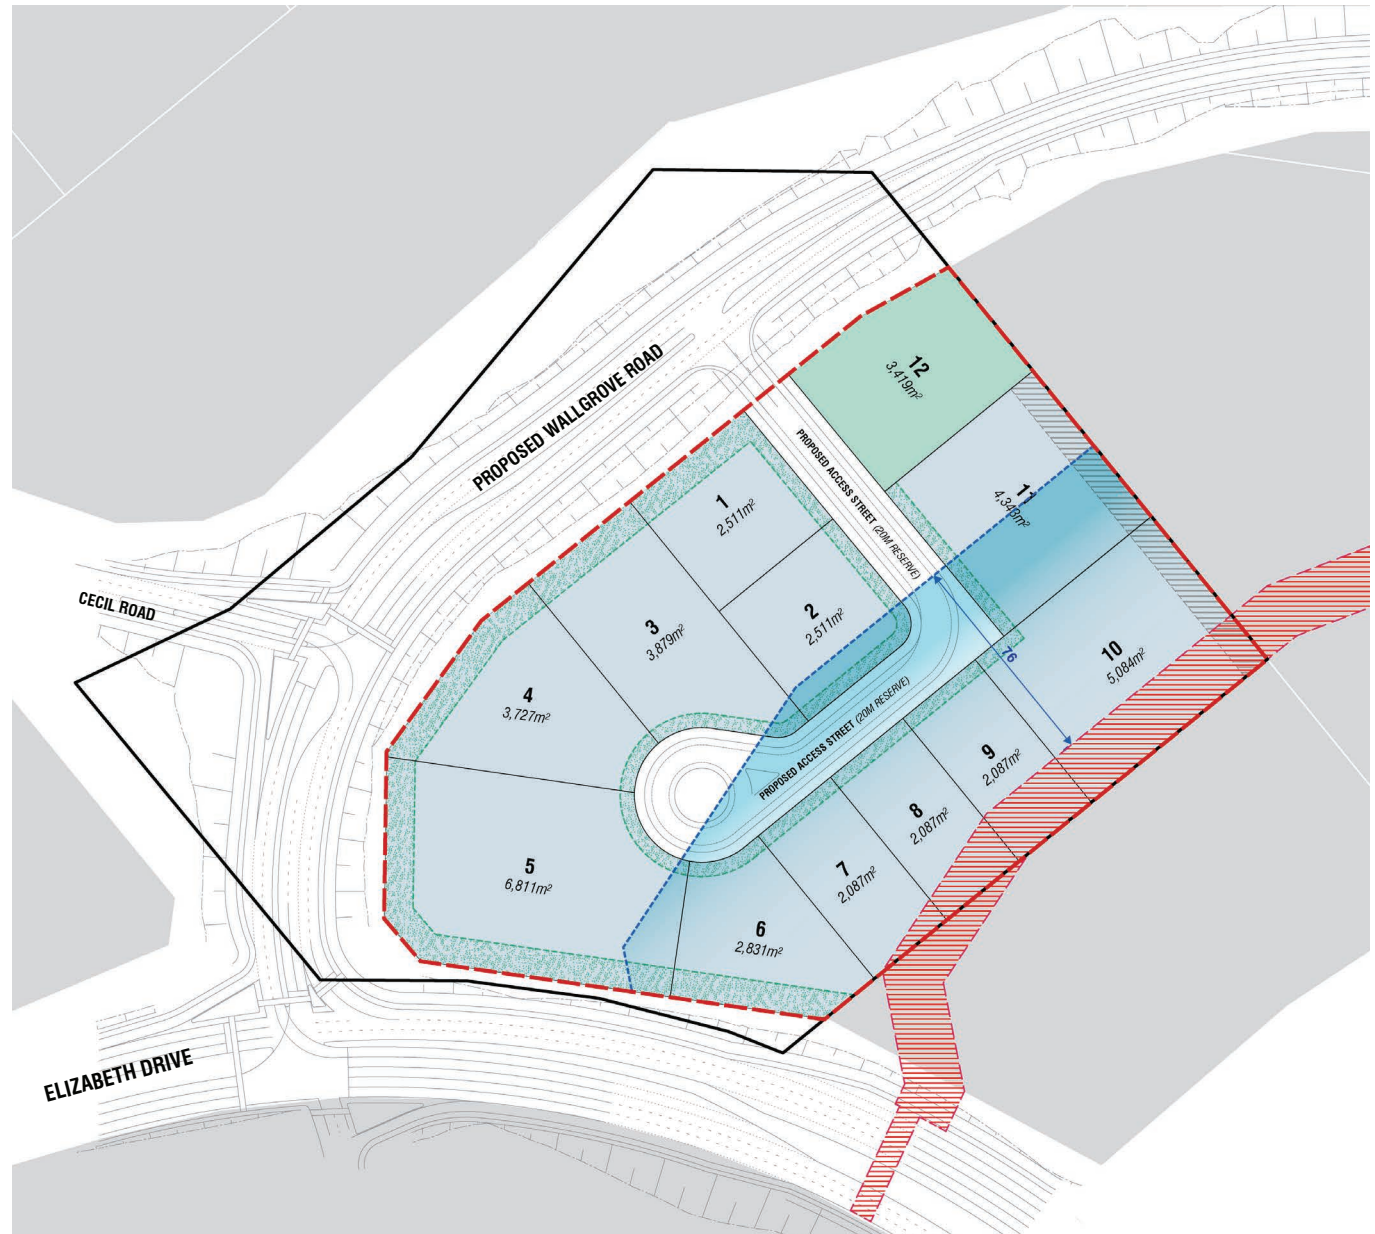 12
3,419m²
PROPOSED WALLGROVE ROAD
PROPOSED ACCESS STREET (20M RESERVE)
1
2,511m²
11
4,343m²
CECIL ROAD
2
2,511m²
3
3,879m²
10
5,084m²
76
4
3,727m²
PROPOSED ACCESS STREET (20M RESERVE)
9
2,087m²
8
2,087m²
7
2,087m²
5
6,811m²
6
2,831m²
ELIZABETH DRIVE